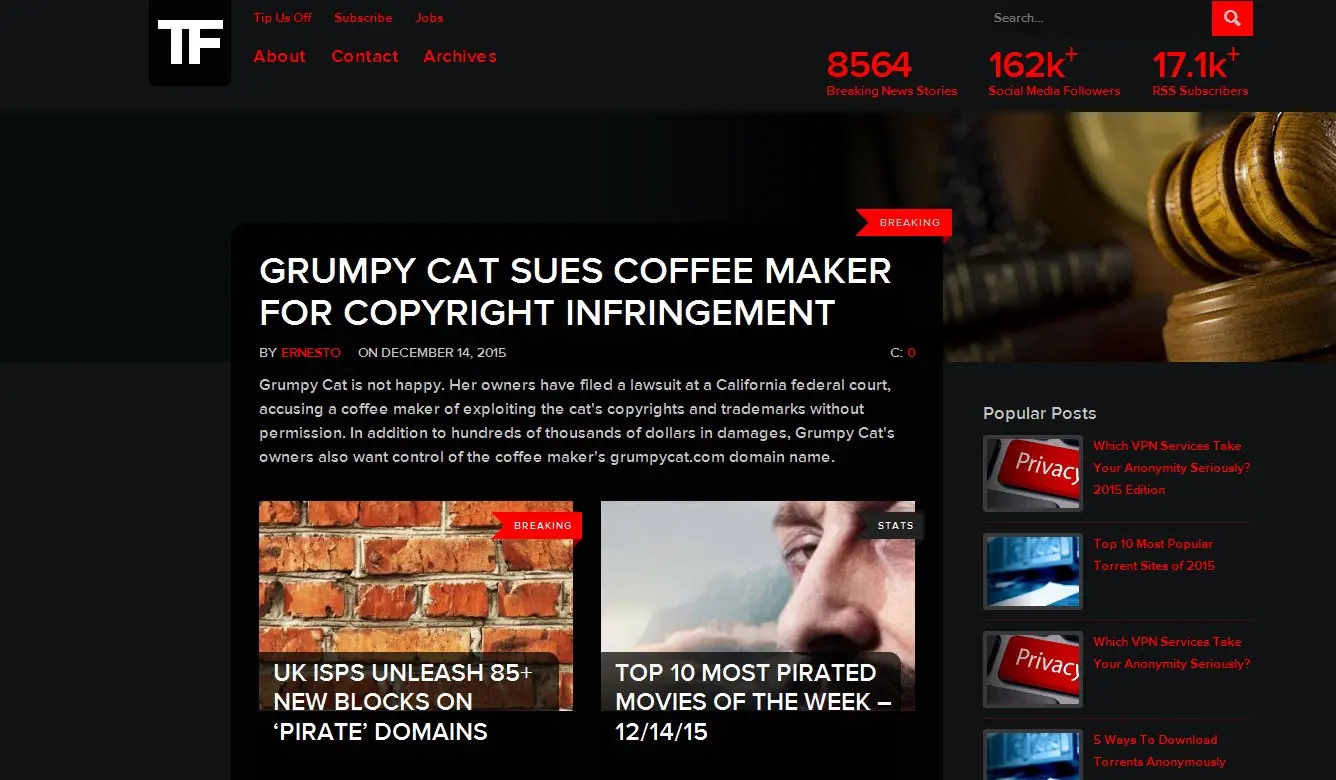 TF
Tip Us Off Subscribe Jobs
Search...
About Contact Archives
8564 162k+ 17.1k+
Breaking News Stories Social Media Followers RSS Subscribers
BREAKING
GRUMPY CAT SUES COFFEE MAKER
FOR COPYRIGHT INFRINGEMENT
BY ERNESTO ON DECEMBER 14, 2015 C: 0
Grumpy Cat is not happy. Her owners have filed a lawsuit at a California federal court,
accusing a coffee maker of exploiting the cat's copyrights and trademarks without
permission. In addition to hundreds of thousands of dollars in damages, Grumpy Cat's
owners also want control of the coffee maker's grumpycat.com domain name.
BREAKING
UK ISPS UNLEASH 85+
NEW BLOCKS ON
‘PIRATE’ DOMAINS
STATS
TOP 10 MOST PIRATED
MOVIES OF THE WEEK –
12/14/15
Popular Posts
Privacy
Which VPN Services Take
Your Anonymity Seriously?
2015 Edition
Top 10 Most Popular
Torrent Sites of 2015
Privacy
Which VPN Services Take
Your Anonymity Seriously?
5 Ways To Download
Torrents Anonymously